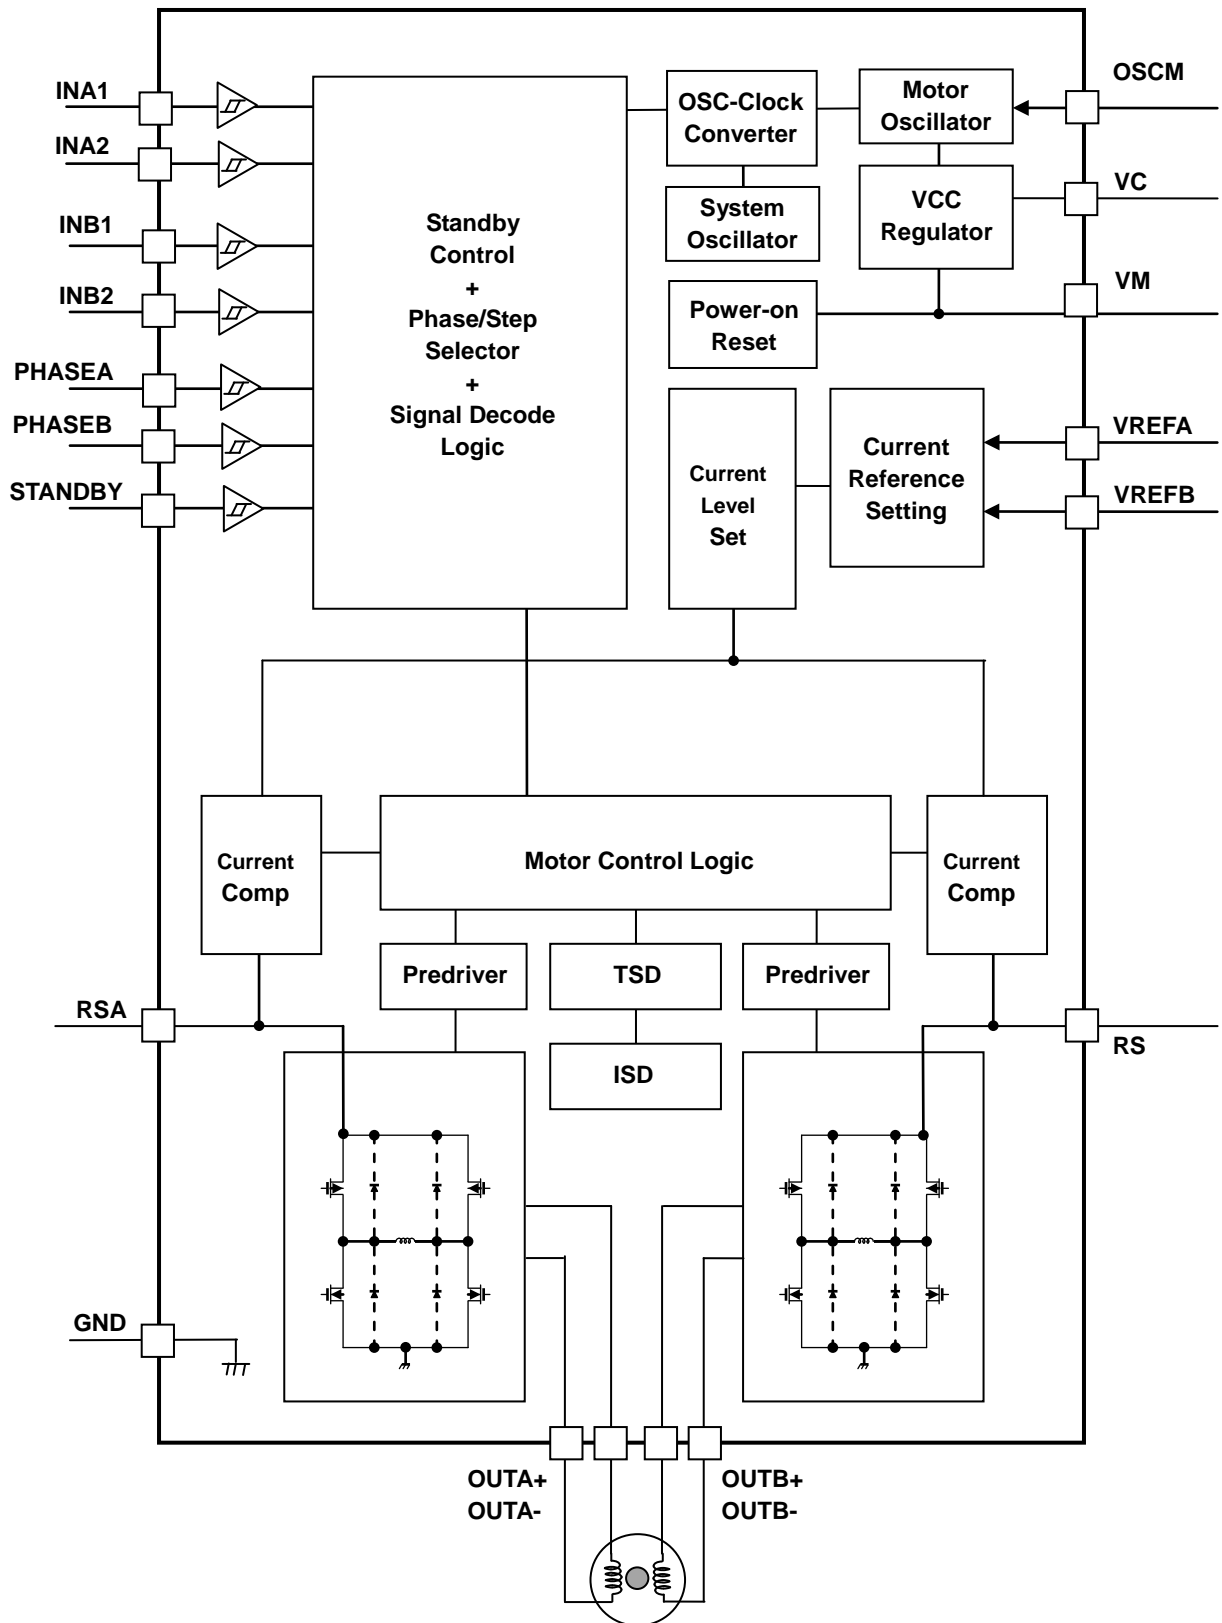 INA1
INA2
INB1
INB2
PHASEA
PHASEB
STANDBY
Standby
Control
+
Phase/Step
Selector
+
Signal Decode
Logic
OSC-Clock
Converter
Motor
Oscillator
System
Oscillator
VCC
Regulator
Power-on
Reset
Current
Level
Set
Current
Reference
Setting
OSCM
VC
VM
VREFA
VREFB
Current
Comp
Motor Control Logic
Current
Comp
Predriver
TSD
Predriver
ISD
RSA
RS
GND
OUTA+
OUTA-
OUTB+
OUTB-